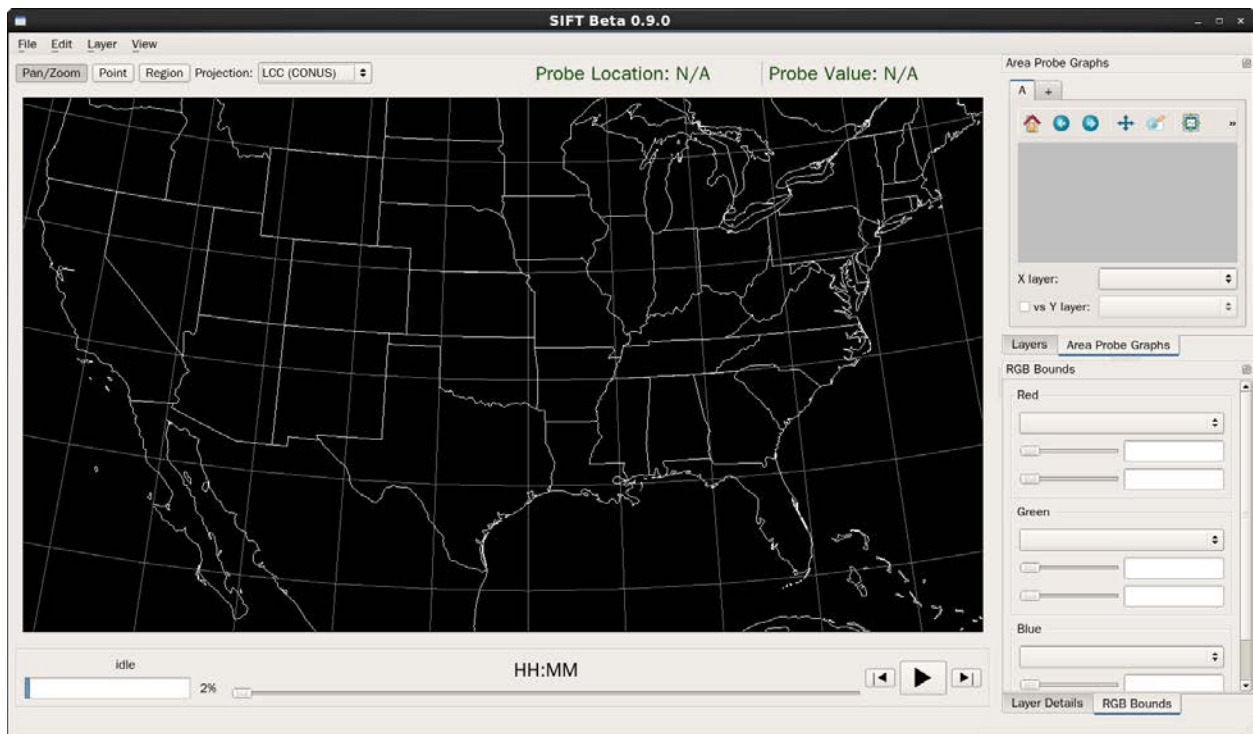 SIFT Beta 0.9.0
File Edit Layer View
Pan/Zoom Point Region Projection: LCC (CONUS) Probe Location: N/A Probe Value: N/A
Area Probe Graphs
A +
»
X layer:
vs Y layer:
Layers Area Probe Graphs
RGB Bounds
Red
Green
Blue
Layer Details RGB Bounds
idle
2%
HH:MM